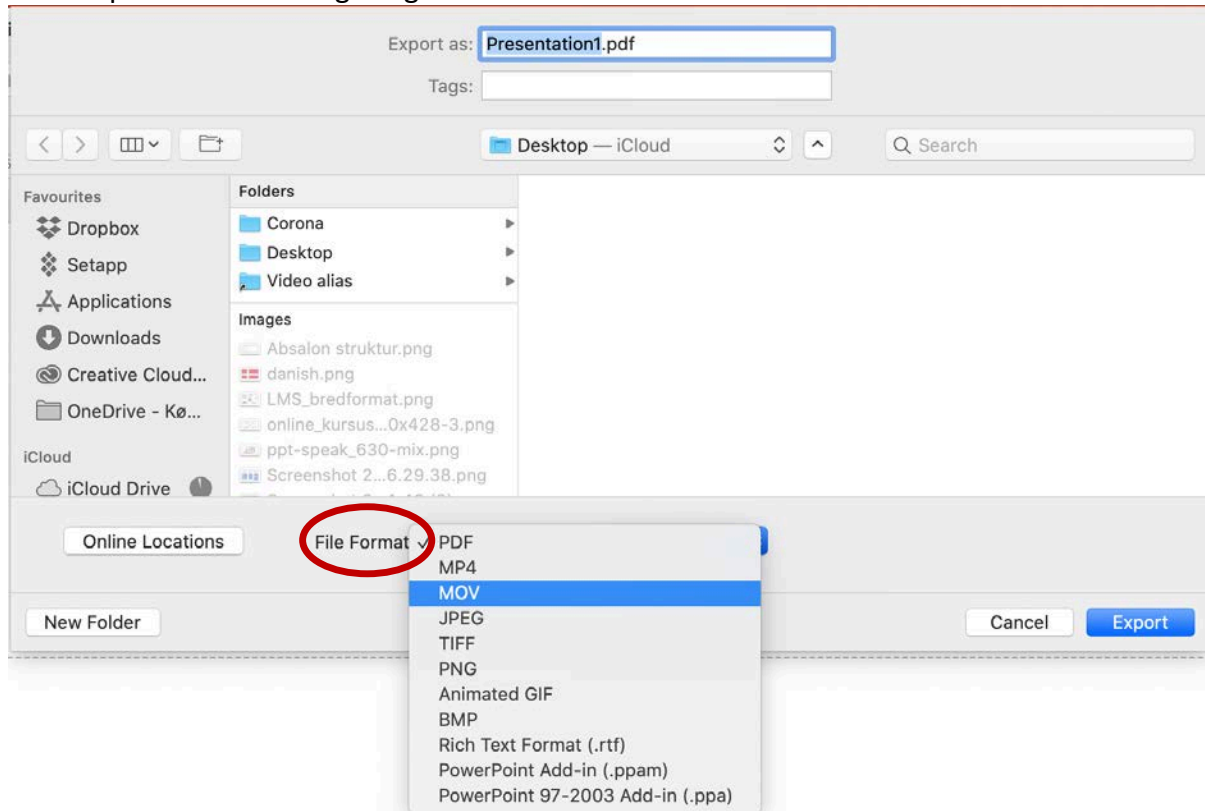 Export as: Presentation1.pdf
Tags:
Desktop — iCloud
Search
Favourites
Dropbox
Setapp
Applications
Downloads
Creative Cloud...
OneDrive - Kø...
iCloud
iCloud Drive
Folders
Corona
Desktop
Video alias
Images
Absalon struktur.png
danish.png
LMS_bredformat.png
online_kursus...0x428-3.png
ppt-speak_630-mix.png
Screenshot 2...6.29.38.png
Online Locations
File Format ✓ PDF
MP4
MOV
JPEG
TIFF
PNG
Animated GIF
BMP
Rich Text Format (.rtf)
PowerPoint Add-in (.ppam)
PowerPoint 97-2003 Add-in (.ppa)
New Folder
Cancel
Export